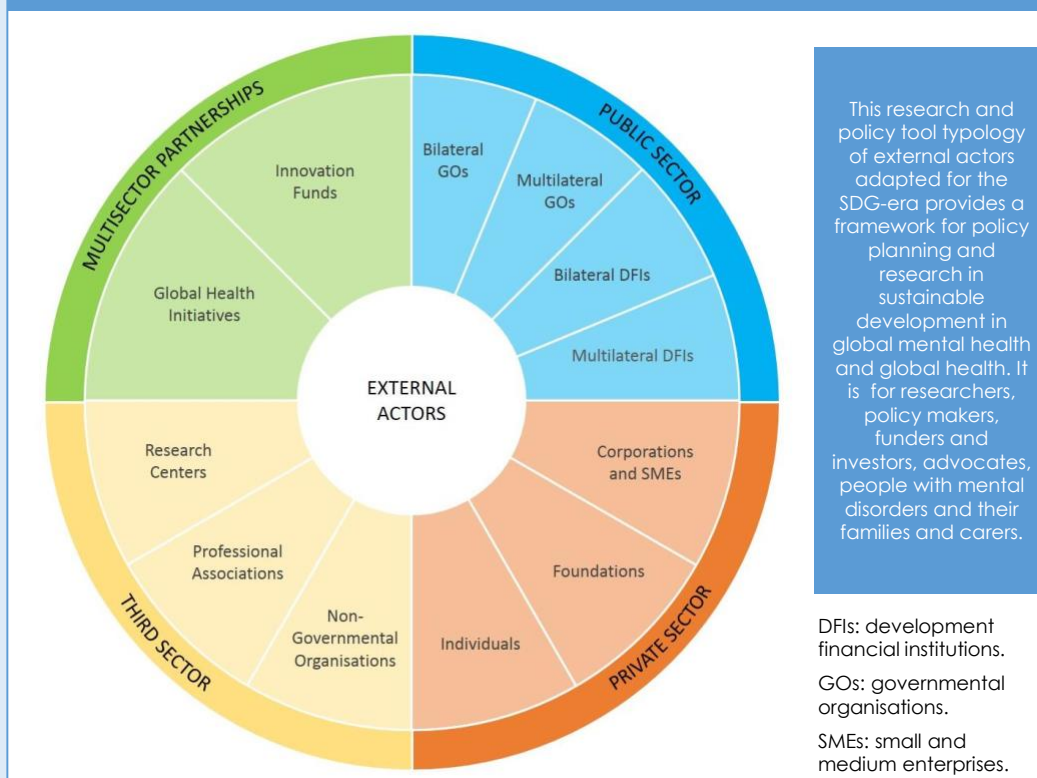 MULTISECTOR PARTNERSHIPS
Innovation
Funds
Global Health
Initiatives
PUBLIC SECTOR
Bilateral
GOs
Multilateral
GOs
Bilateral DFIs
Multilateral DFIs
EXTERNAL
ACTORS
Research
Centers
Professional
Associations
Non-
Governmental
Organisations
THIRD SECTOR
Corporations
and SMEs
Foundations
Individuals
PRIVATE SECTOR
This research and
policy tool typology
of external actors
adapted for the
SDG-era provides a
framework for policy
planning and
research in
sustainable
development in
global mental health
and global health. It
is for researchers,
policy makers,
funders and
investors, advocates,
people with mental
disorders and their
families and carers.
DFIs: development
financial institutions.
GOs: governmental
organisations.
SMEs: small and
medium enterprises.